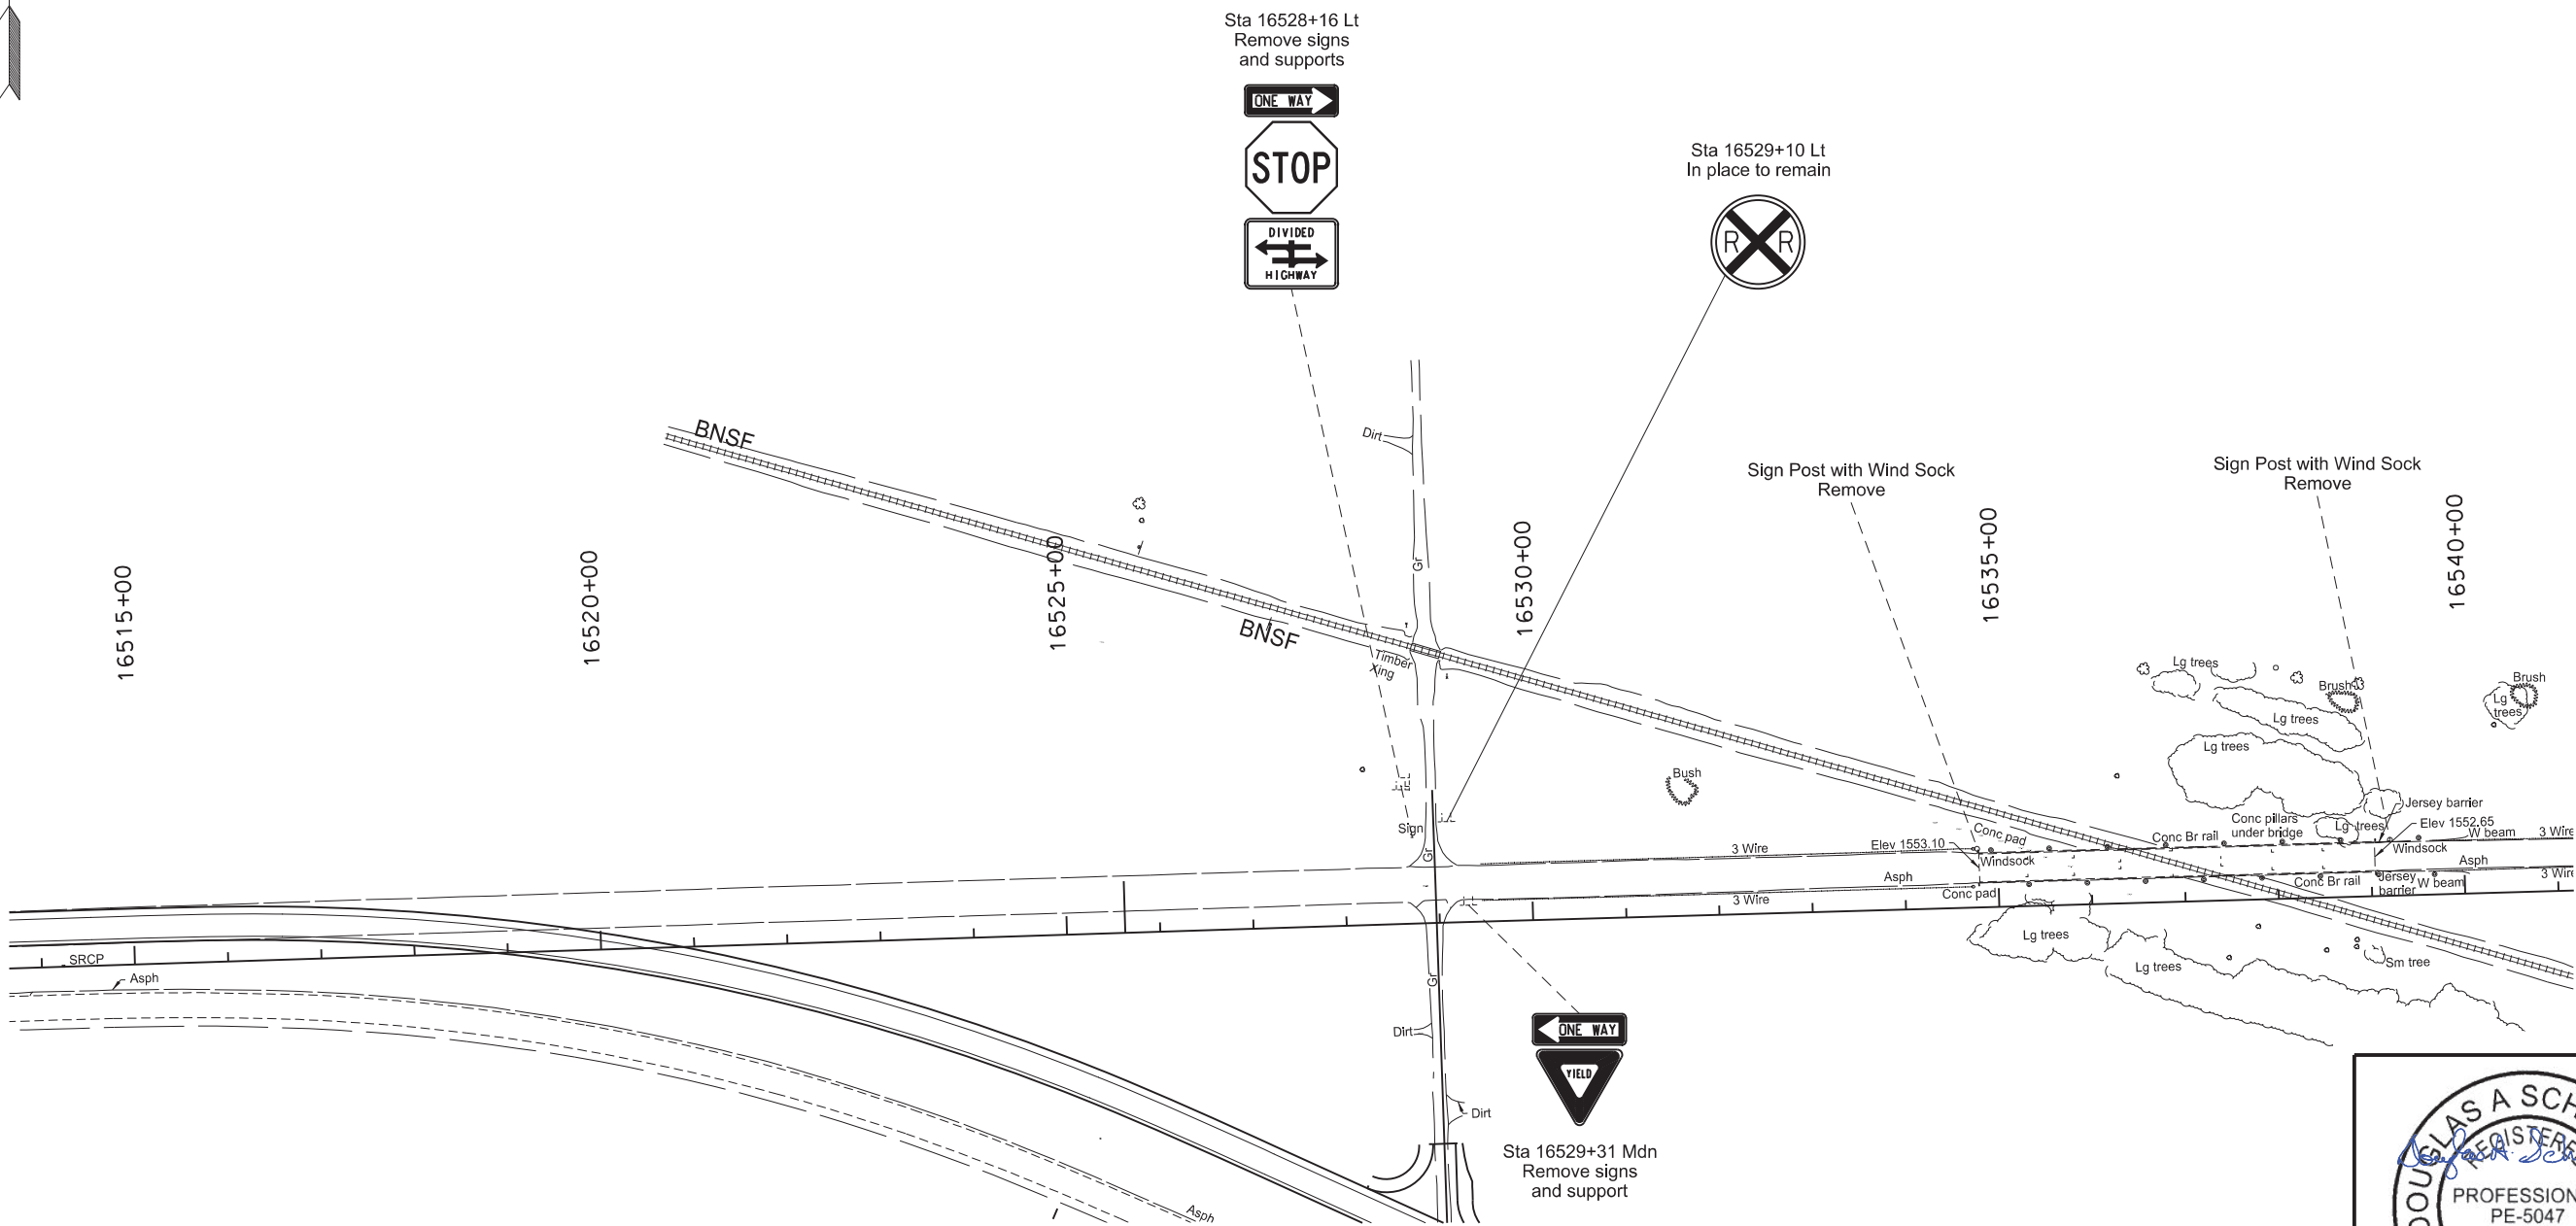 Sta 16528+16 Lt
Remove signs
and supports
ONE WAY
STOP
DIVIDED
HIGHWAY
Sta 16529+10 Lt
In place to remain
R R
BNSF
Dirt
Sign Post with Wind Sock
Remove
Sign Post with Wind Sock
Remove
16515+00
16520+00
16525+00
16530+00
16535+00
16540+00
Gr
BNSF
Timber
Xing
Lg trees
Brush
Brush
Lg
trees
Lg trees
Lg trees
Bush
Jersey barrier
Sign
Conc pad
Conc Br rail
Conc pillars
under bridge
Lg trees
Elev 1552.65
W beam
3 Wire
Gr
3 Wire
Elev 1553.10
Windsock
Windsock
Asph
Asph
Conc pad
Conc Br rail
Jersey
barrier
W beam
3 Wire
3 Wire
Lg trees
SRCP
Asph
Gr
Lg trees
Sm tree
Dirt
ONE WAY
YIELD
Dirt
Sta 16529+31 Mdn
Remove signs
and support
Asph
DOUGLAS A SCH
REGISTERE
PROFESSION
PE-5047